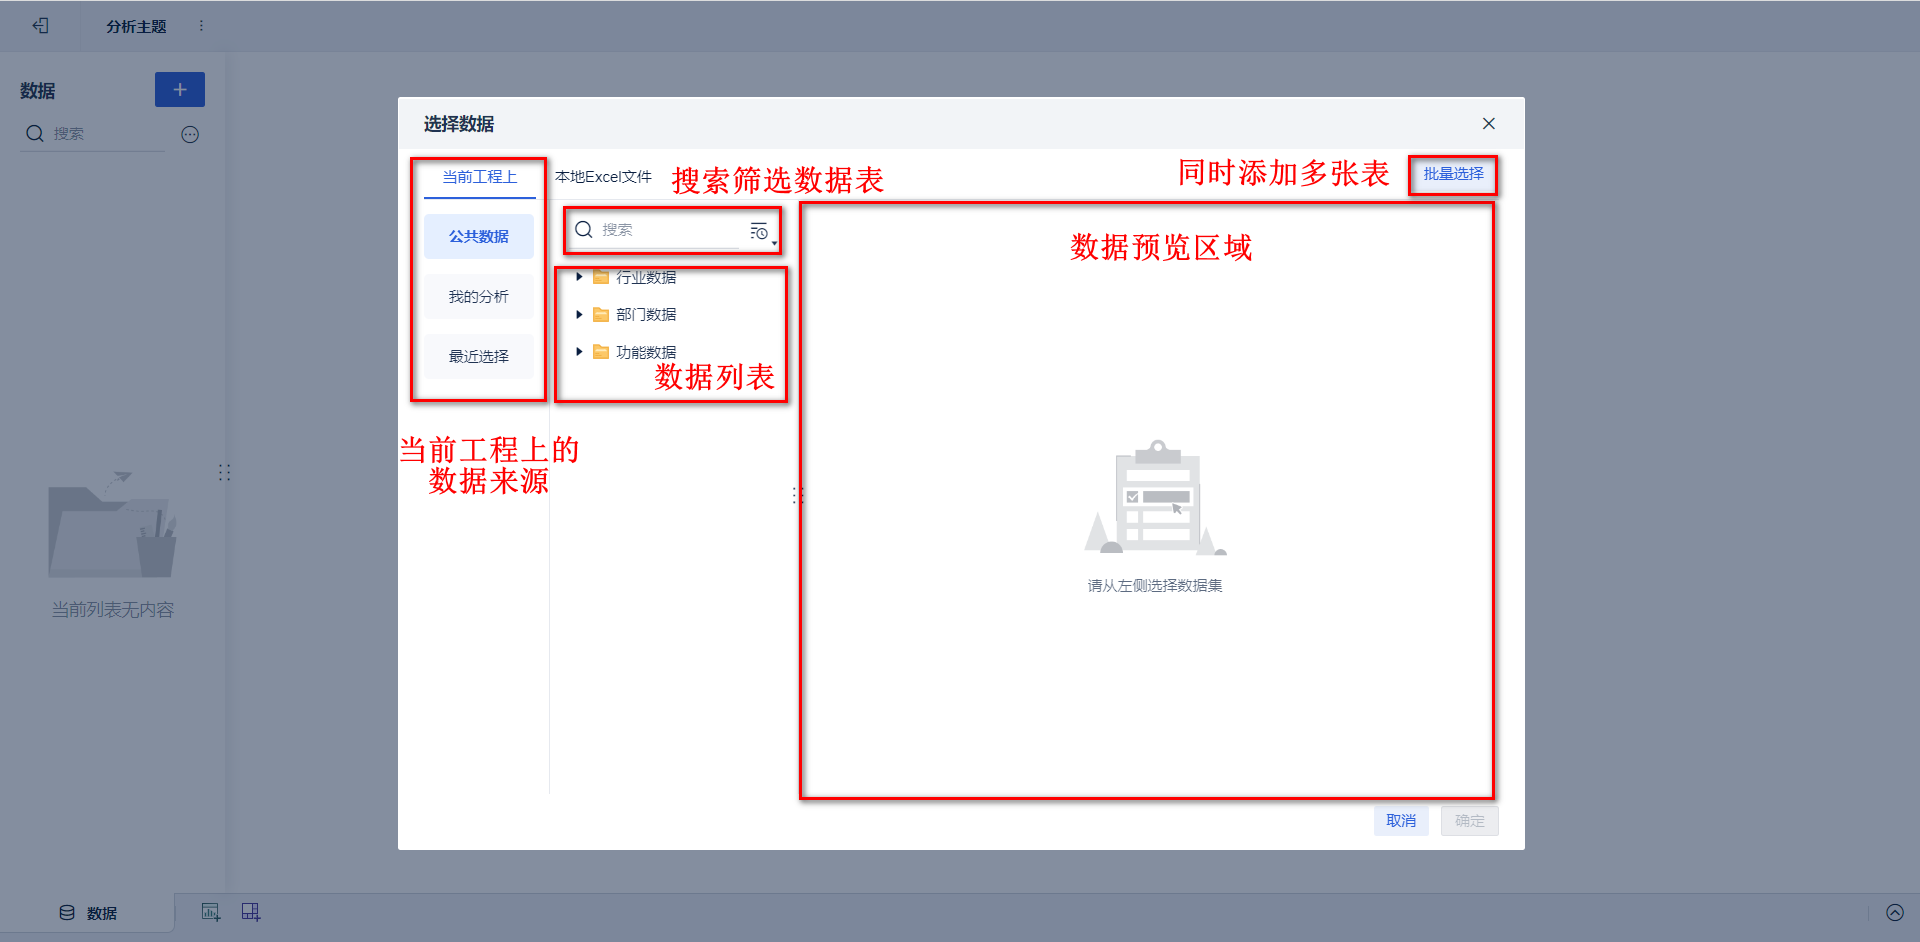 分析主题
数据
搜索
当前列表无内容
选择数据
当前工程上
本地Excel文件
搜索筛选数据表
同时添加多张表
批量选择
公共数据
我的分析
最近选择
搜索
行业数据
部门数据
功能数据
数据列表
当前工程上的
数据来源
数据预览区域
请从左侧选择数据集
取消
确定
数据